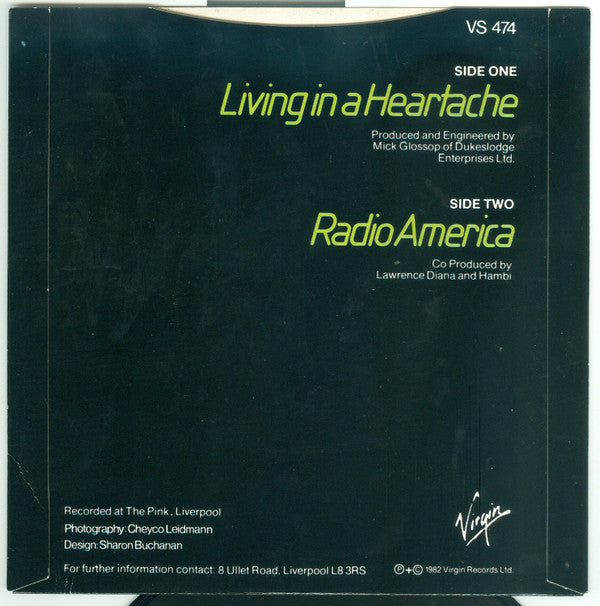 VS 474
SIDE ONE
Living in a Heartache
Produced and Engineered by
Mick Glossop of Dukeslodge
Enterprises Ltd.
SIDE TWO
Radio America
Co Produced by
Lawrence Diana and Hambi
Recorded at The Pink, Liverpool
Photography: Cheyco Leidmann
Design: Sharon Buchanan
For further information contact: 8 Ullet Road, Liverpool L8 3RS
Virgin
Ⓟ+© 1982 Virgin Records Ltd.